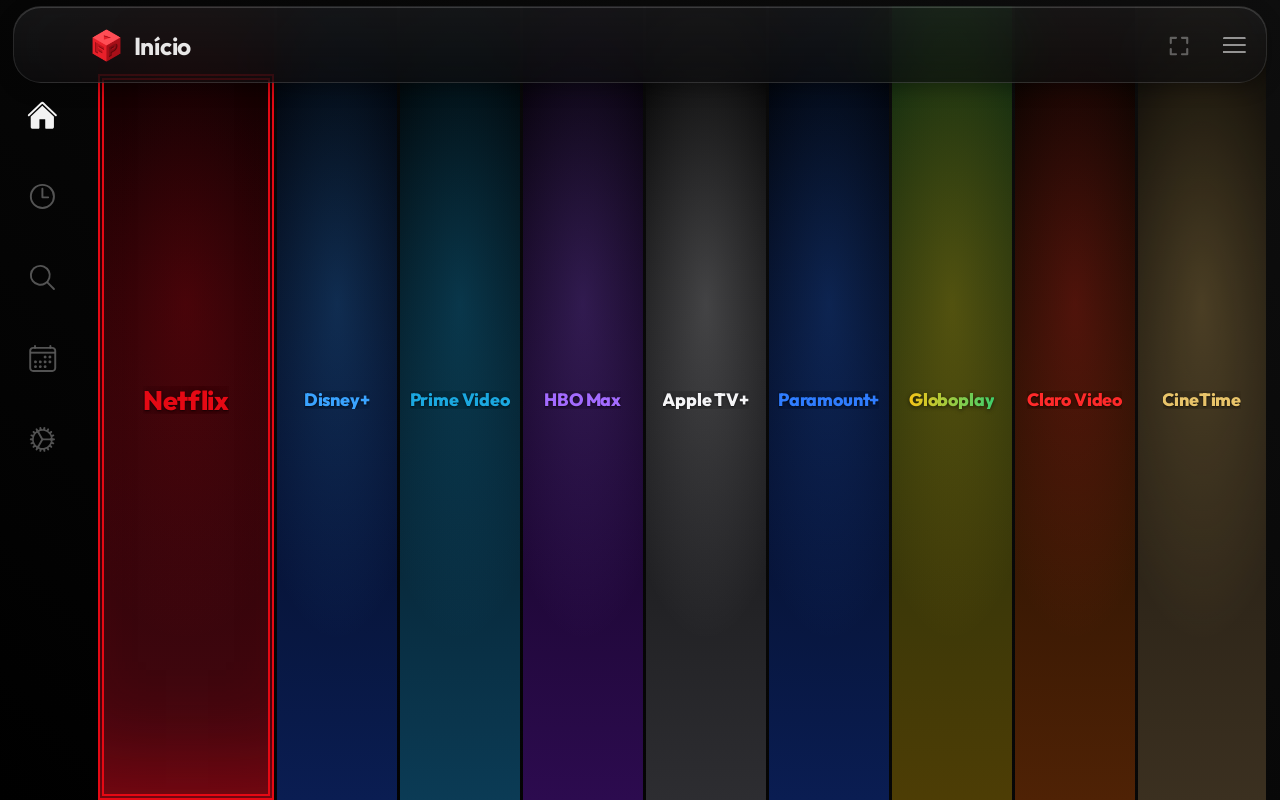 Início
Netflix
Disney+
Prime Video
HBO Max
Apple TV+
Paramount+
Globoplay
Claro Video
CineTime